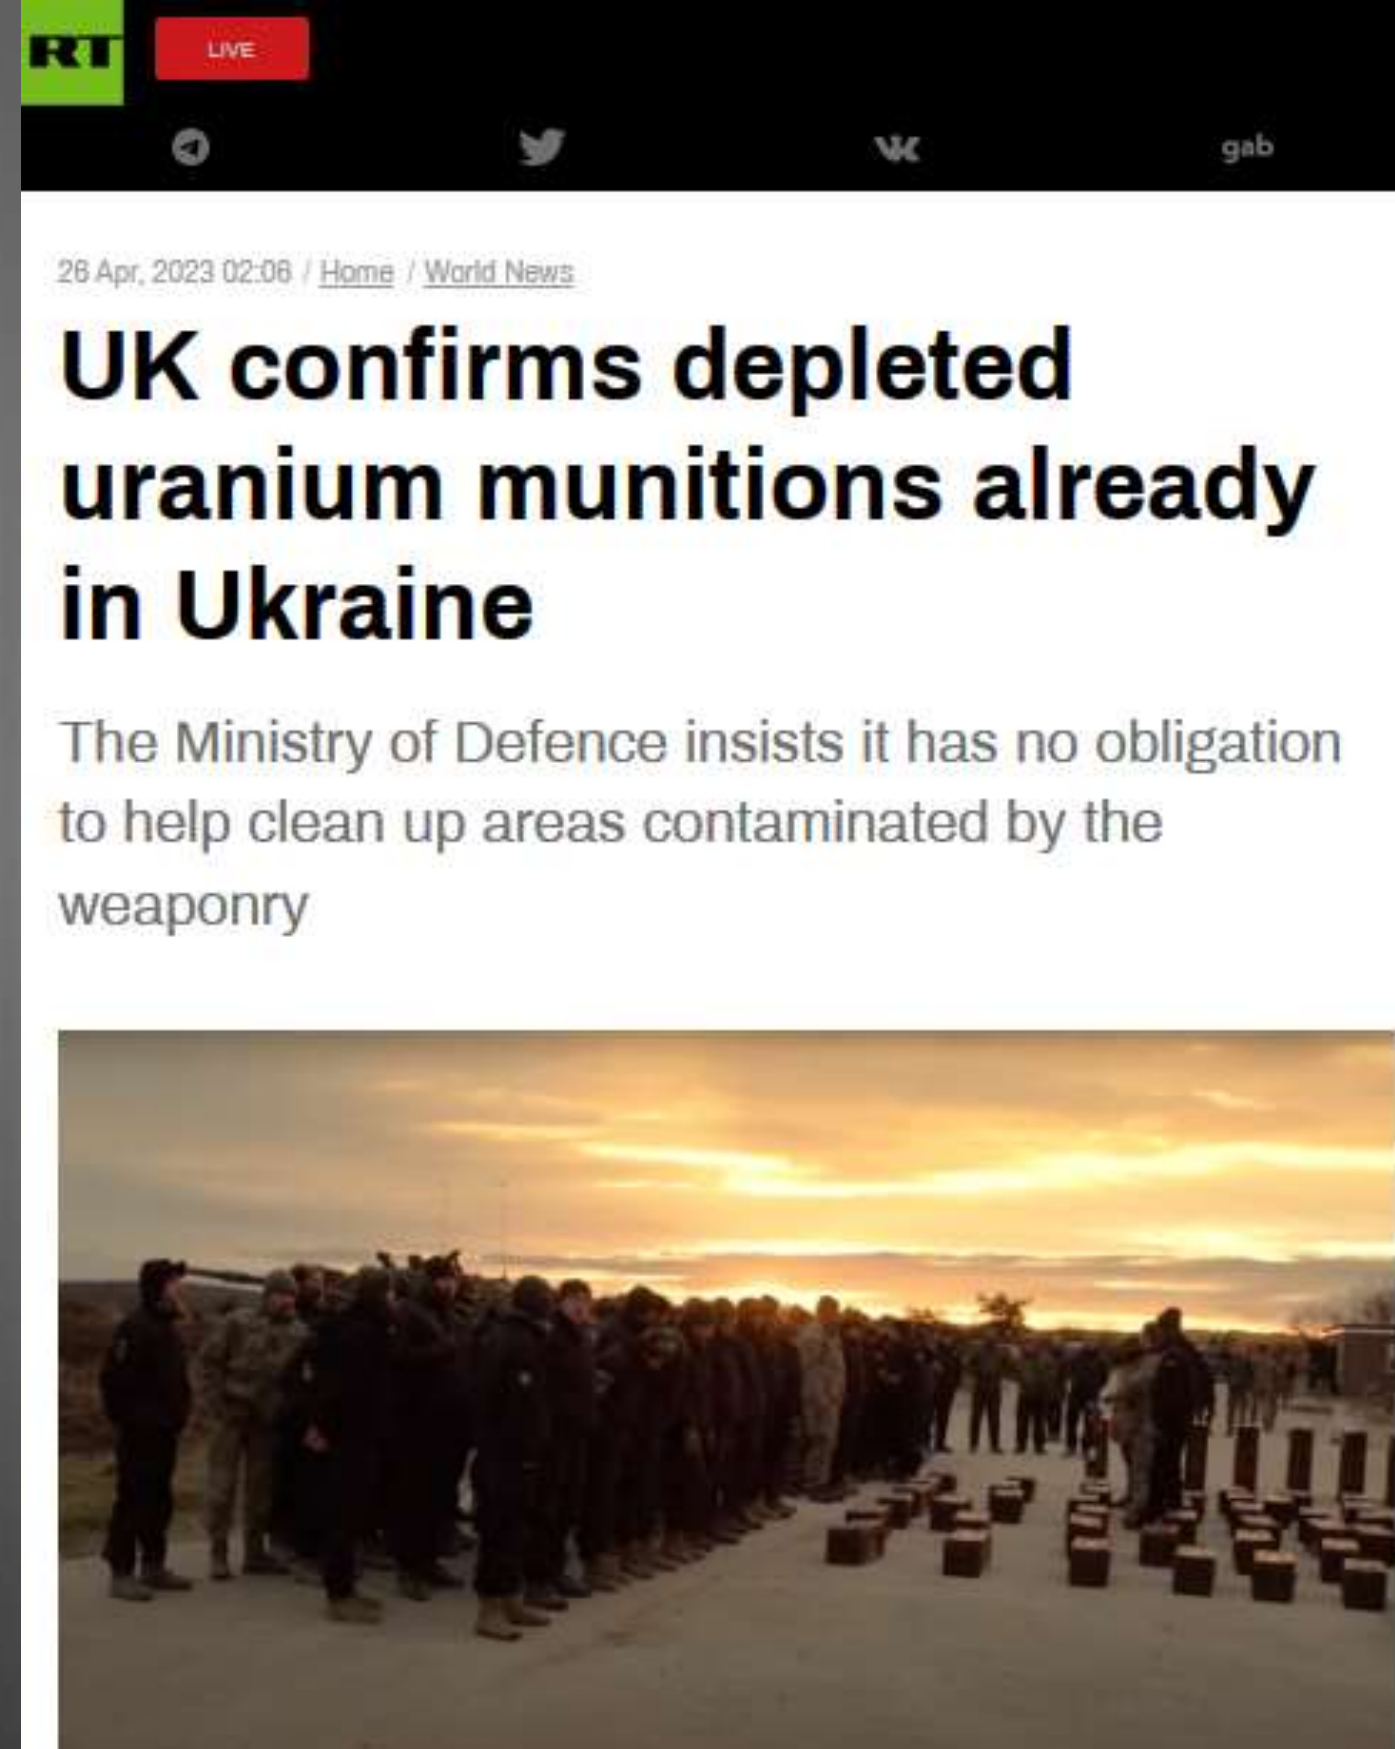 RT
LIVE
gab
26 Apr, 2023 02:06 / Home / World News
UK confirms depleted
uranium munitions already
in Ukraine
The Ministry of Defence insists it has no obligation
to help clean up areas contaminated by the
weaponry